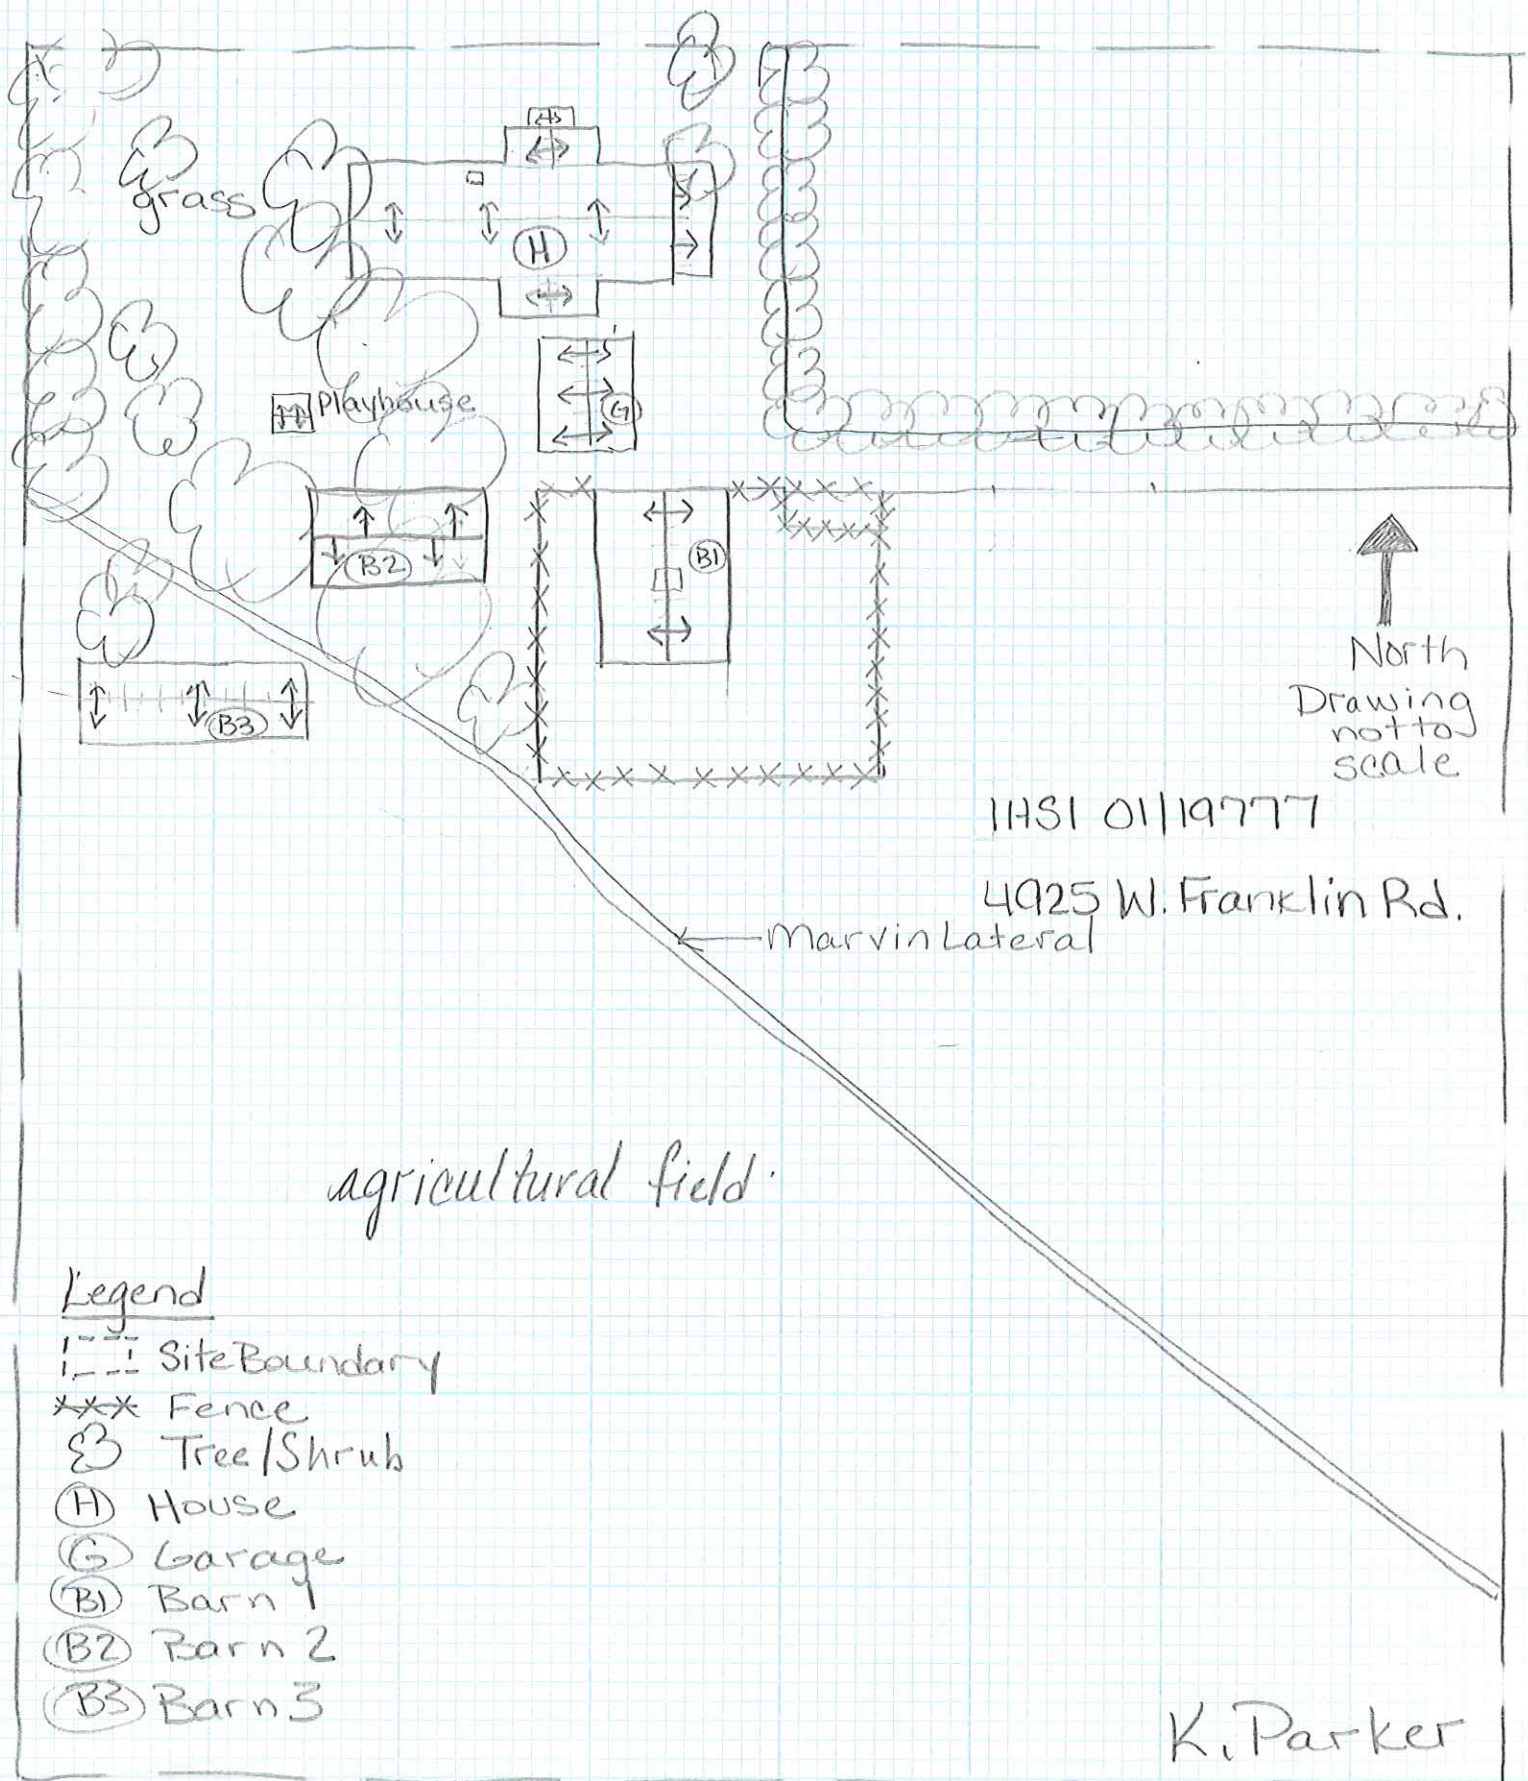 grass
H
Playhouse
G
B1
B2
B3
North
Drawing
not to
scale
IHSI 01/19777
4925 W. Franklin Rd.
Marvin Lateral
agricultural field
Legend
Site Boundary
xxx Fence
Tree/Shrub
H House
G Garage
B1 Barn 1
B2 Barn 2
B3 Barn 3
K. Parker